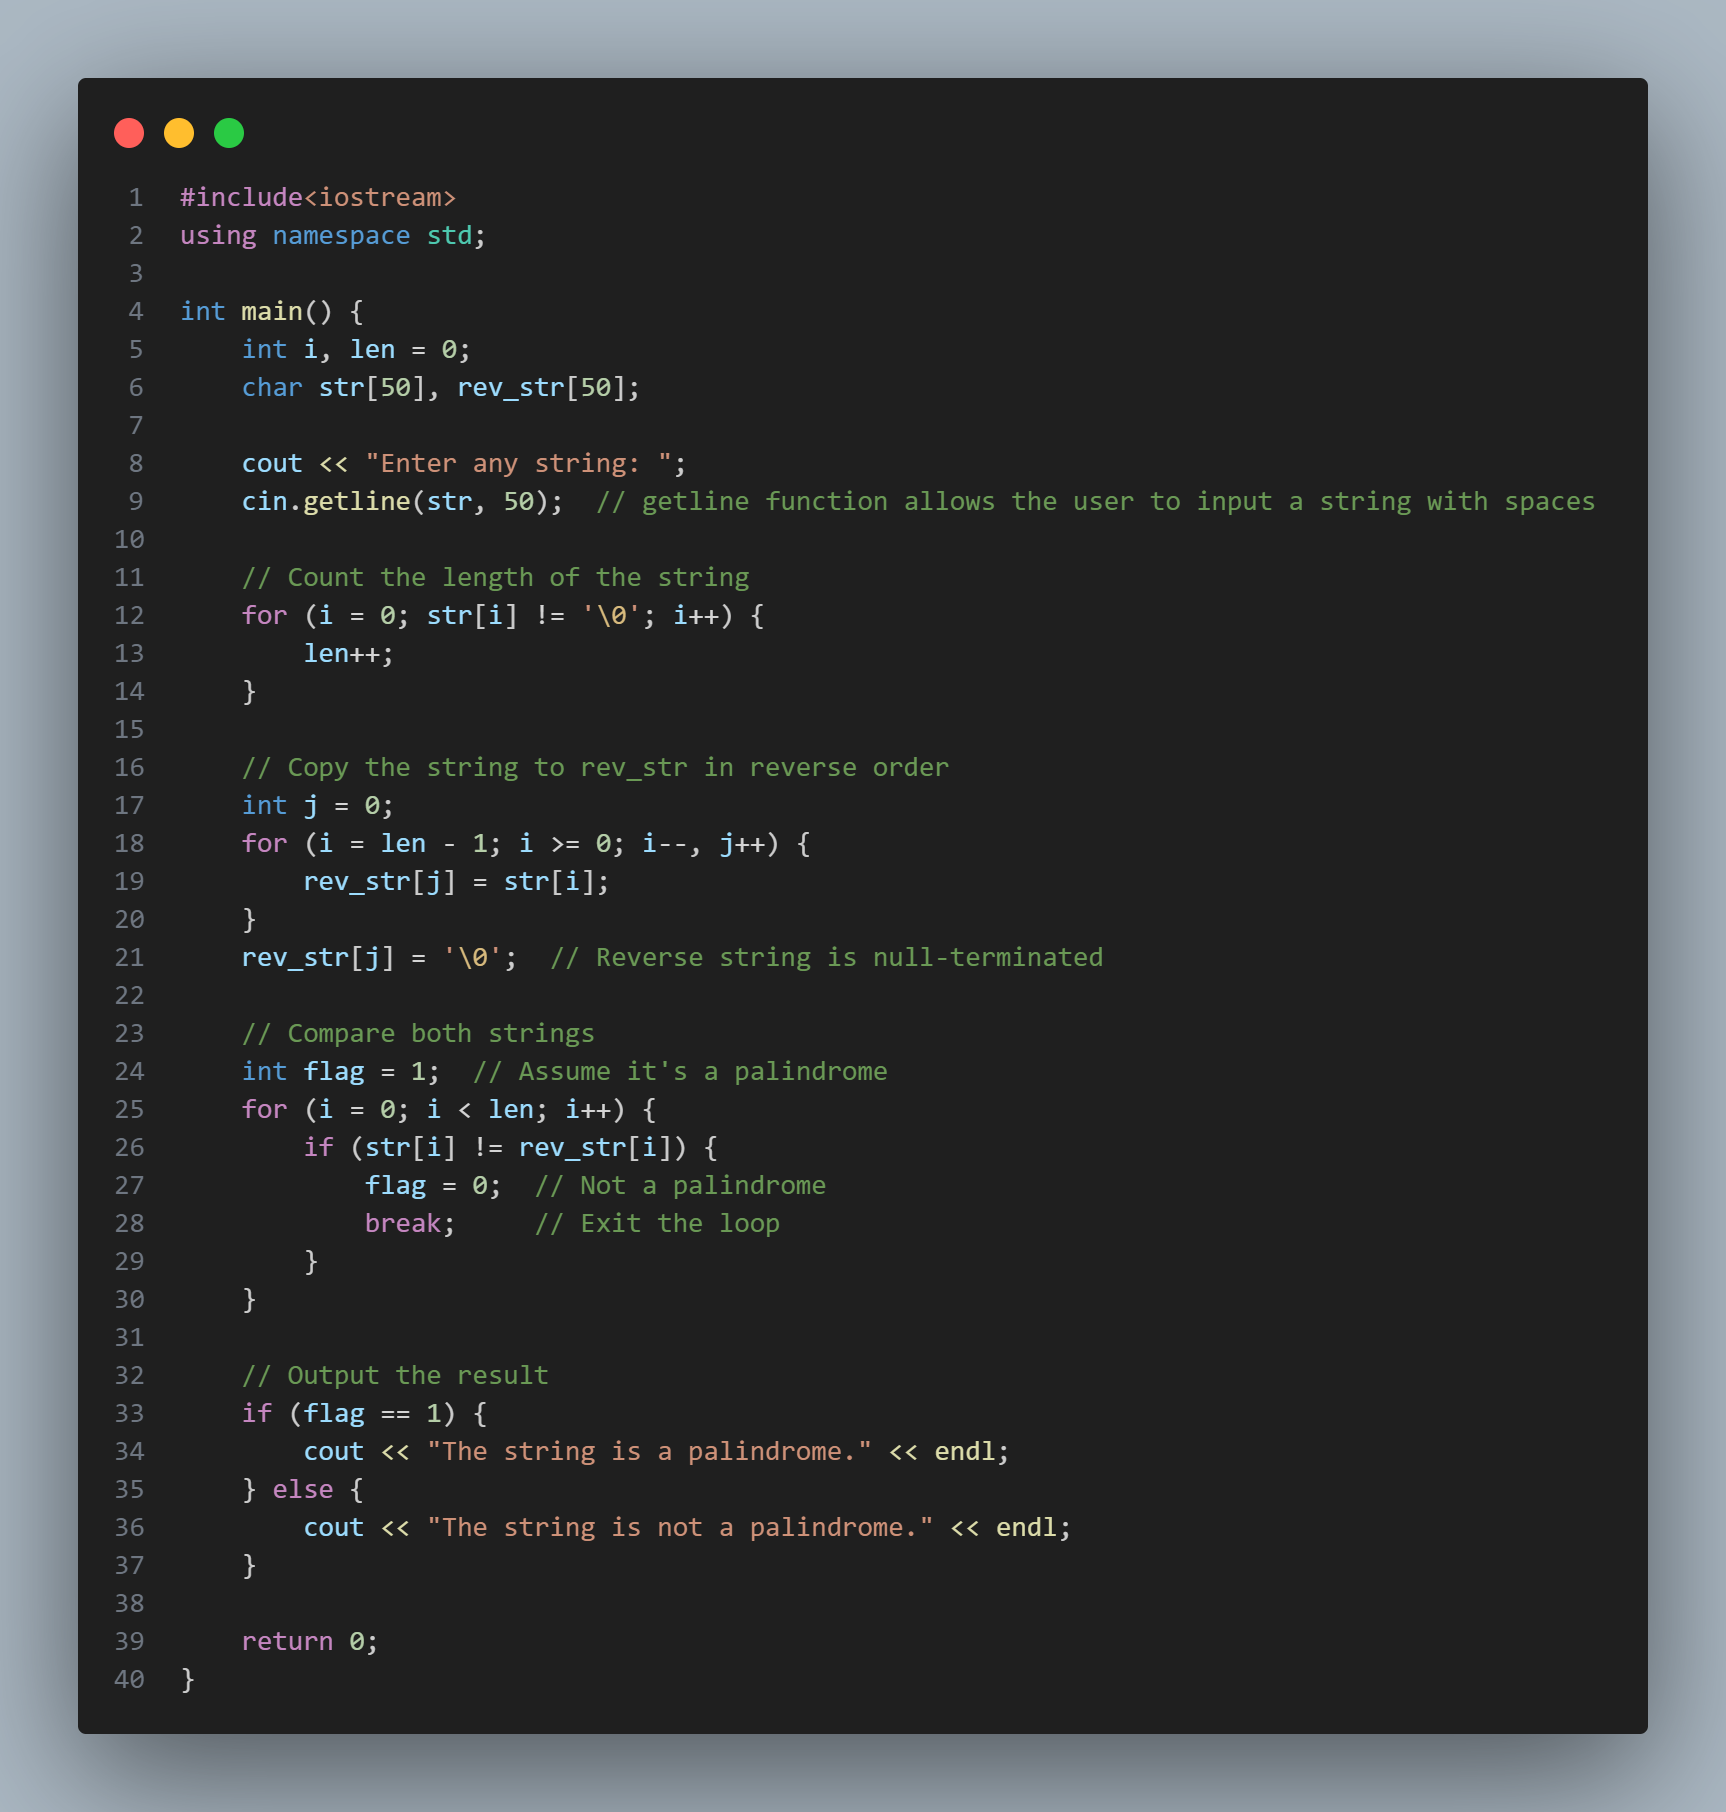 1 #include<iostream>
2 using namespace std;
3
4 int main() {
5     int i, len = 0;
6     char str[50], rev_str[50];
7
8     cout << "Enter any string: ";
9     cin.getline(str, 50);  // getline function allows the user to input a string with spaces
10
11     // Count the length of the string
12     for (i = 0; str[i] != '\0'; i++) {
13         len++;
14     }
15
16     // Copy the string to rev_str in reverse order
17     int j = 0;
18     for (i = len - 1; i >= 0; i--, j++) {
19         rev_str[j] = str[i];
20     }
21     rev_str[j] = '\0';  // Reverse string is null-terminated
22
23     // Compare both strings
24     int flag = 1;  // Assume it's a palindrome
25     for (i = 0; i < len; i++) {
26         if (str[i] != rev_str[i]) {
27             flag = 0;  // Not a palindrome
28             break;     // Exit the loop
29         }
30     }
31
32     // Output the result
33     if (flag == 1) {
34         cout << "The string is a palindrome." << endl;
35     } else {
36         cout << "The string is not a palindrome." << endl;
37     }
38
39     return 0;
40 }